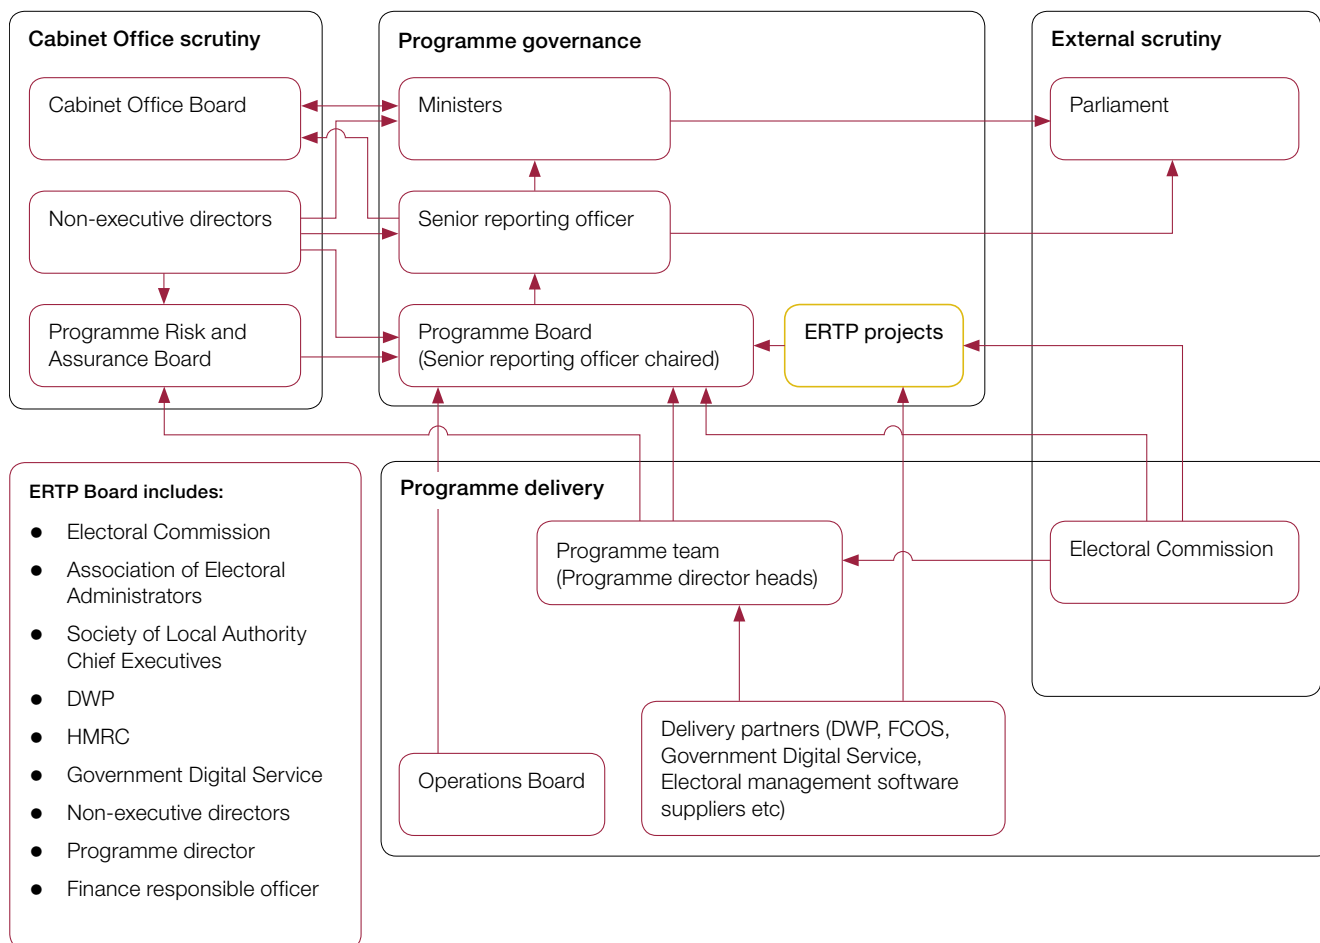 Cabinet Office scrutiny
Cabinet Office Board
Non-executive directors
Programme Risk and
Assurance Board
Programme governance
Ministers
Senior reporting officer
Programme Board
(Senior reporting officer chaired)
ERTP projects
External scrutiny
Parliament
Electoral Commission
Programme delivery
Programme team
(Programme director heads)
Operations Board
Delivery partners (DWP, FCOS,
Government Digital Service,
Electoral management software
suppliers etc)
ERTP Board includes:
● Electoral Commission
● Association of Electoral
Administrators
● Society of Local Authority
Chief Executives
● DWP
● HMRC
● Government Digital Service
● Non-executive directors
● Programme director
● Finance responsible officer